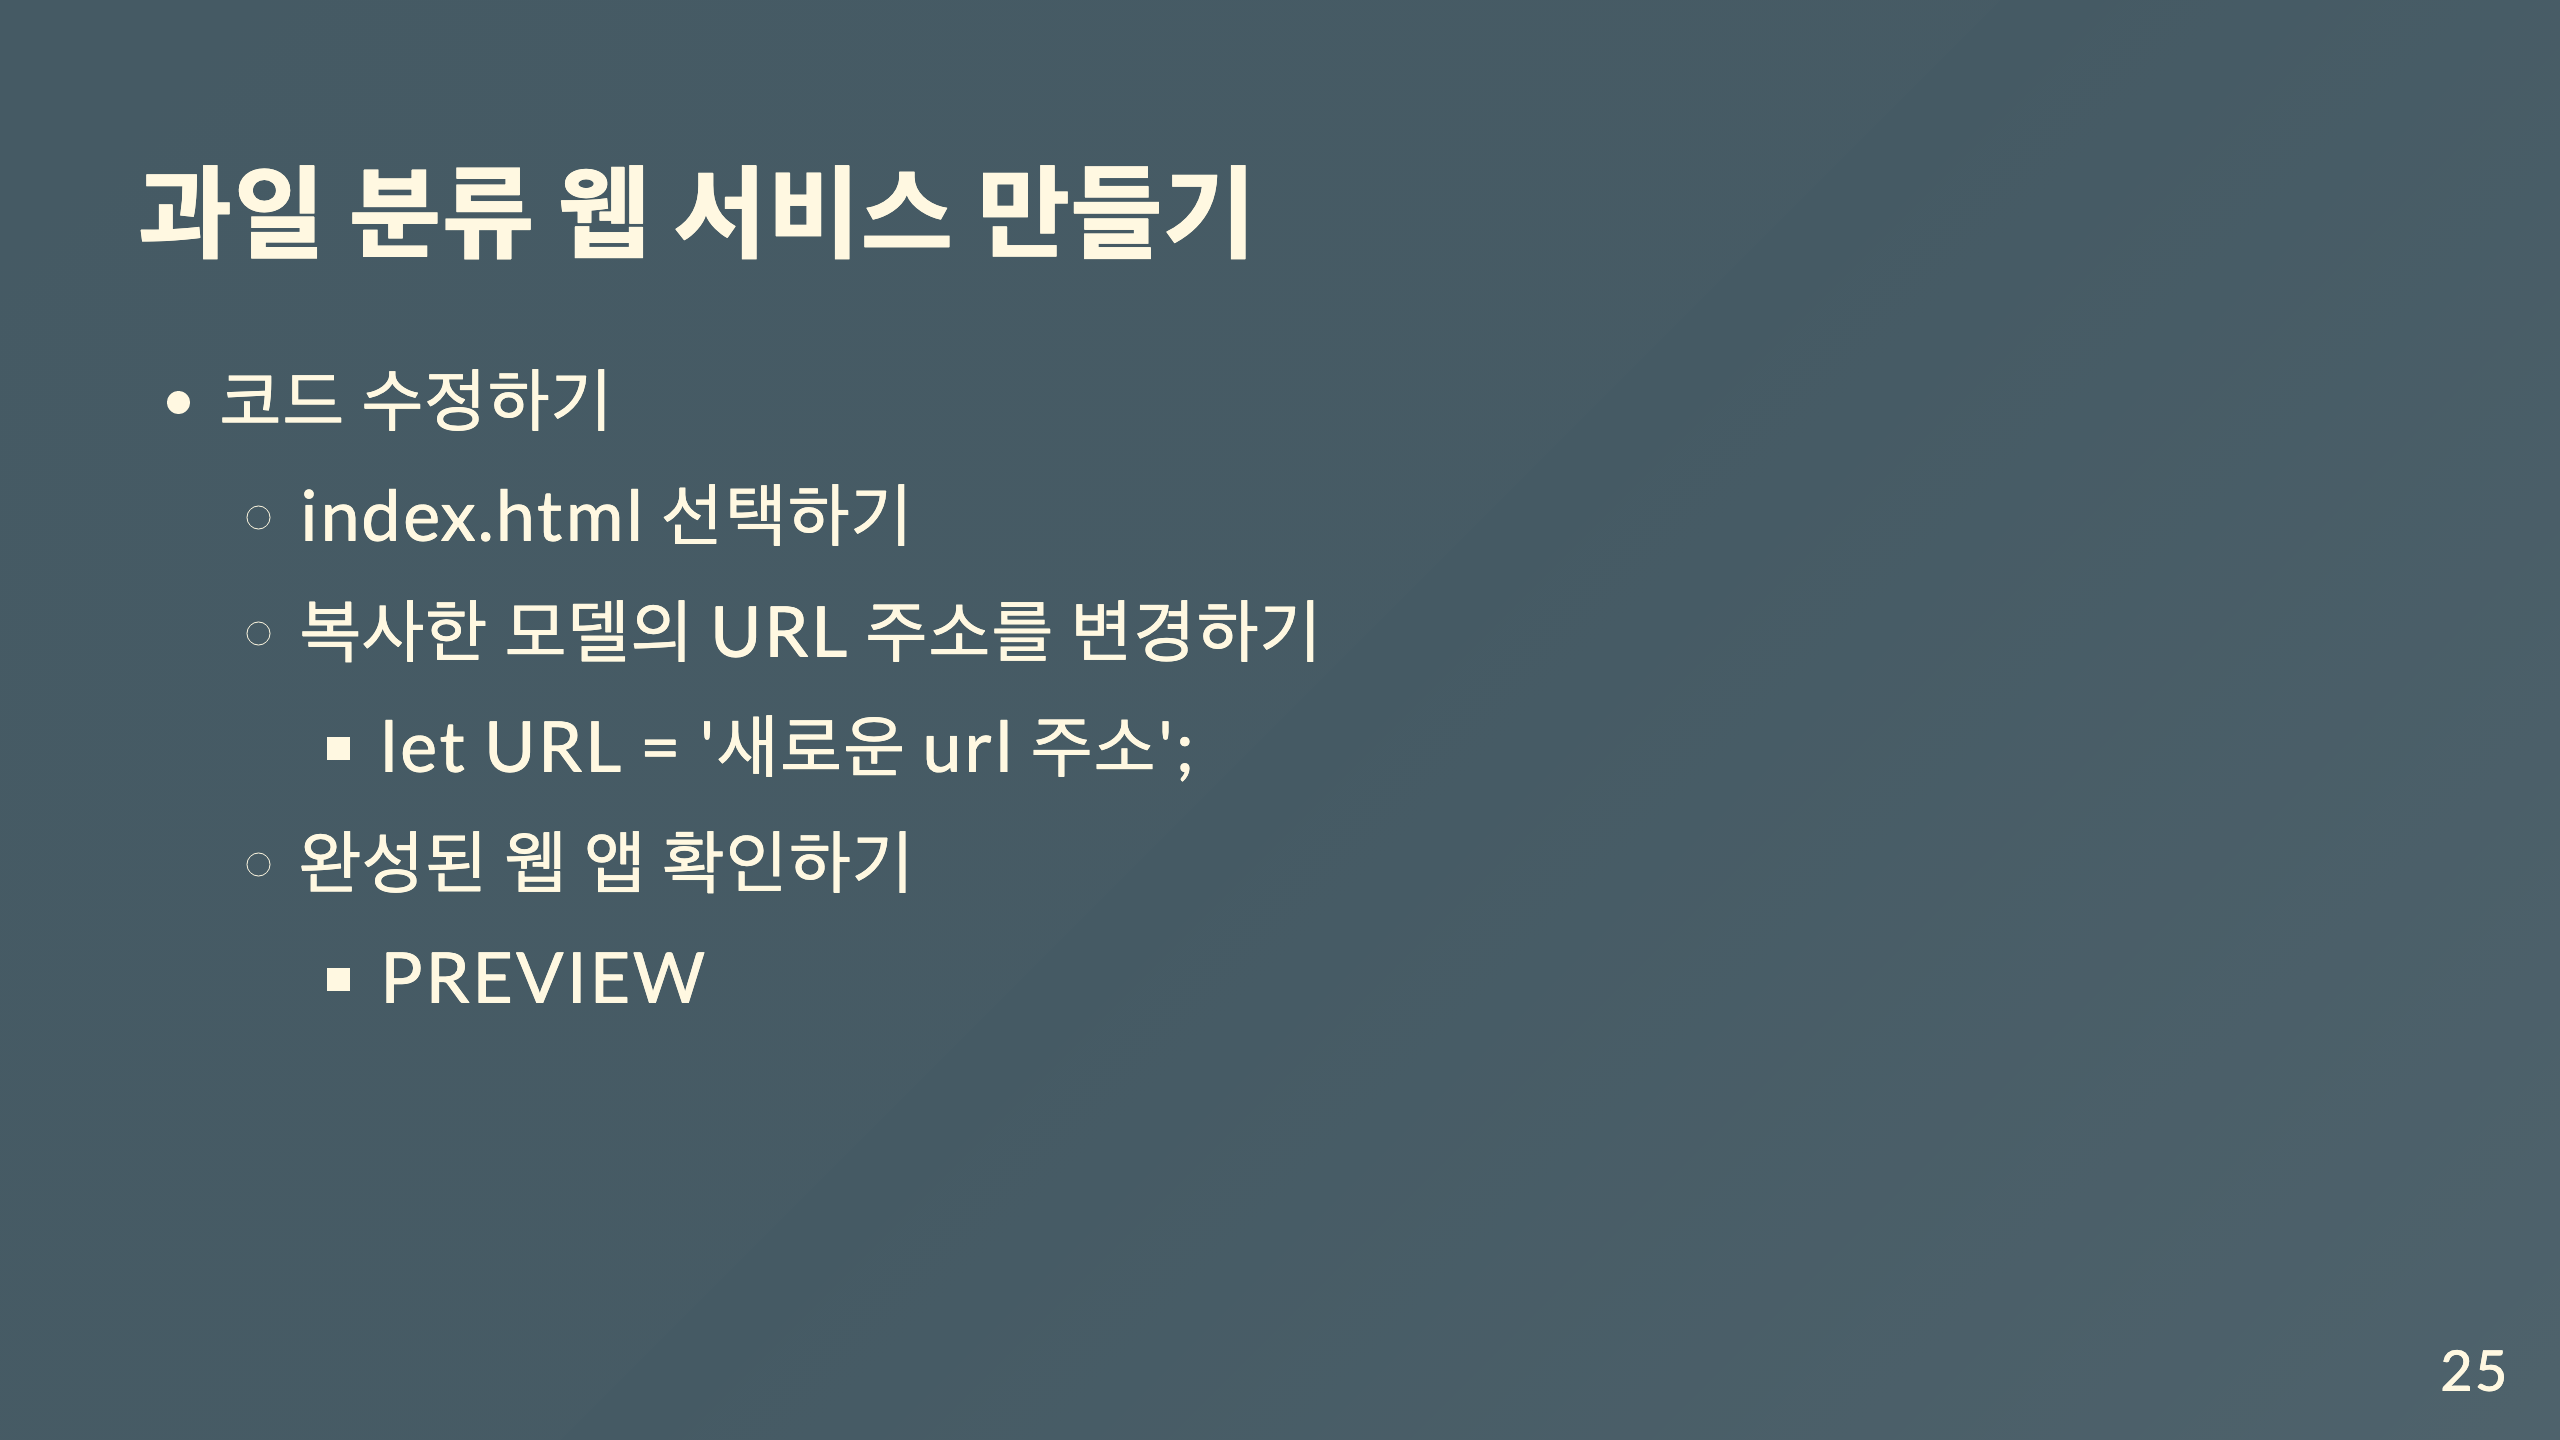 과일 분류 웹 서비스 만들기
코드 수정하기
index.html 선택하기
복사한 모델의 URL 주소를 변경하기
let URL = '새로운 url 주소';
완성된 웹 앱 확인하기
PREVIEW
25